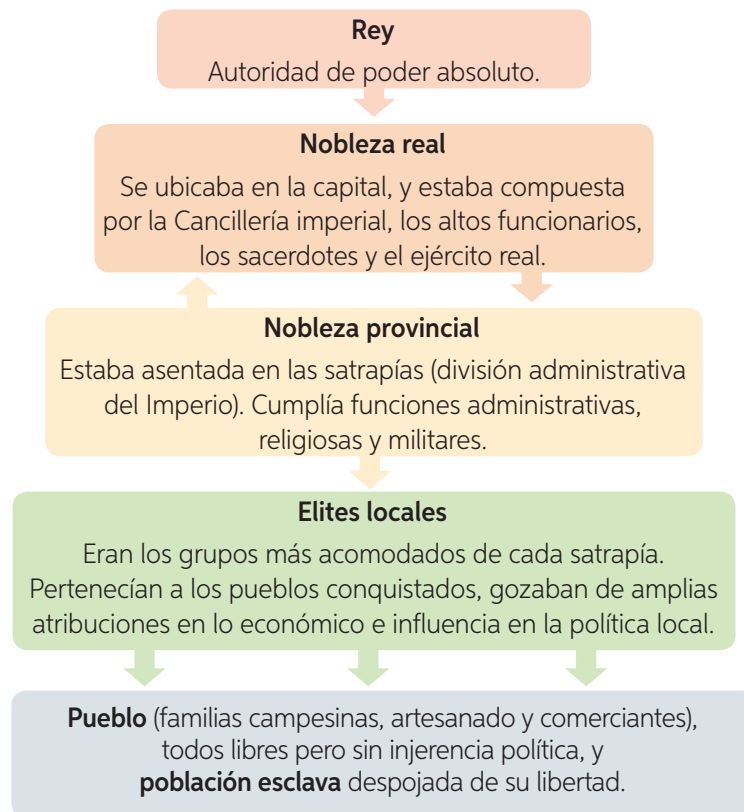 Rey
Autoridad de poder absoluto.
Nobleza real
Se ubicaba en la capital, y estaba compuesta
por la Cancillería imperial, los altos funcionarios,
los sacerdotes y el ejército real.
Nobleza provincial
Estaba asentada en las satrapías (división administrativa
del Imperio). Cumplía funciones administrativas,
religiosas y militares.
Elites locales
Eran los grupos más acomodados de cada satrapía.
Pertenecían a los pueblos conquistados, gozaban de amplias
atribuciones en lo económico e influencia en la política local.
Pueblo (familias campesinas, artesanado y comerciantes),
todos libres pero sin injerencia política, y
población esclava despojada de su libertad.